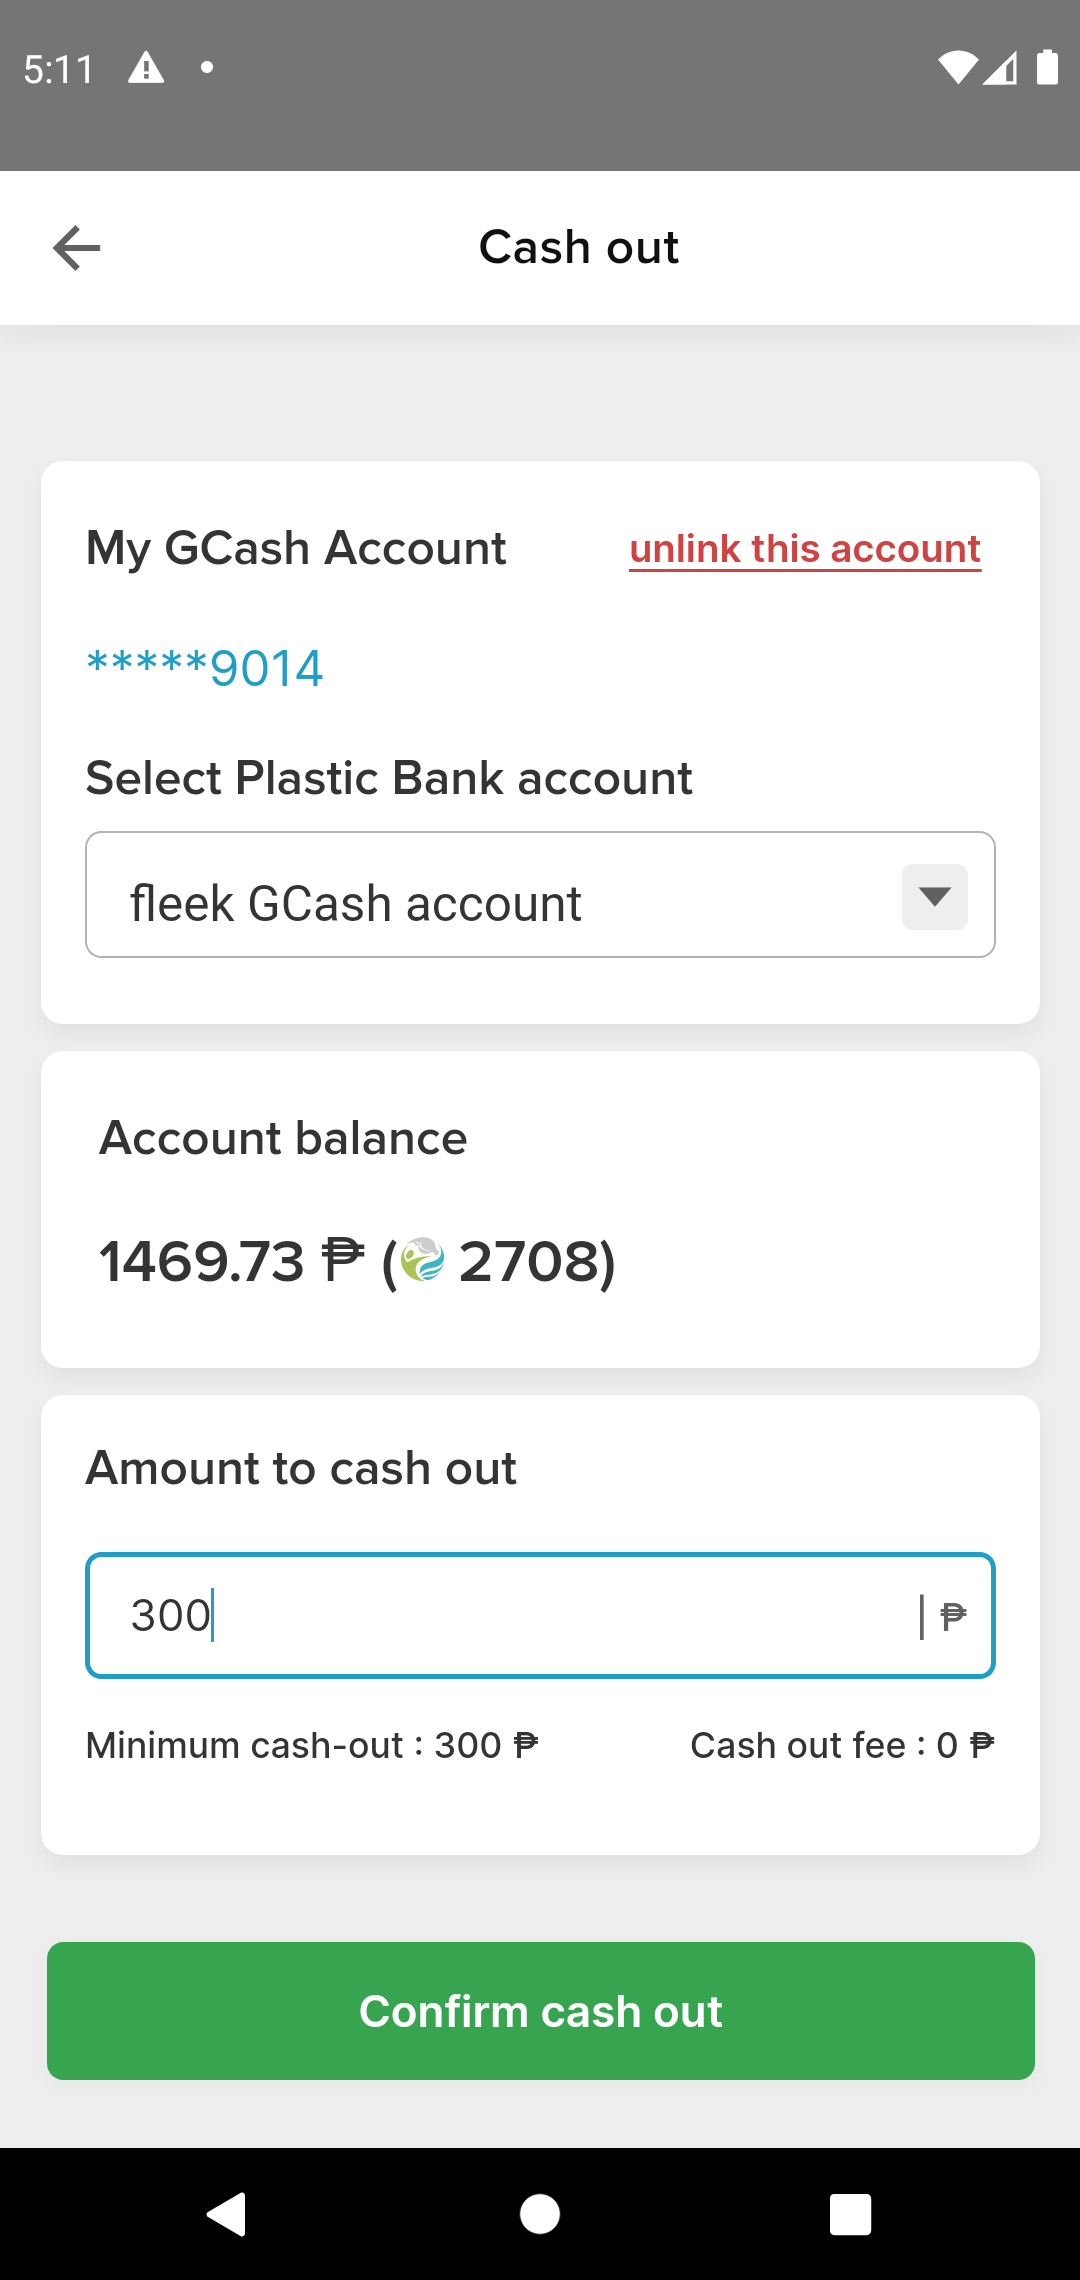 5:11
Cash out
My GCash Account
unlink this account
*****9014
Select Plastic Bank account
fleek GCash account
Account balance
1469.73 ₱ ( 2708)
Amount to cash out
300 | ₱
Minimum cash-out : 300 ₱
Cash out fee : 0 ₱
Confirm cash out